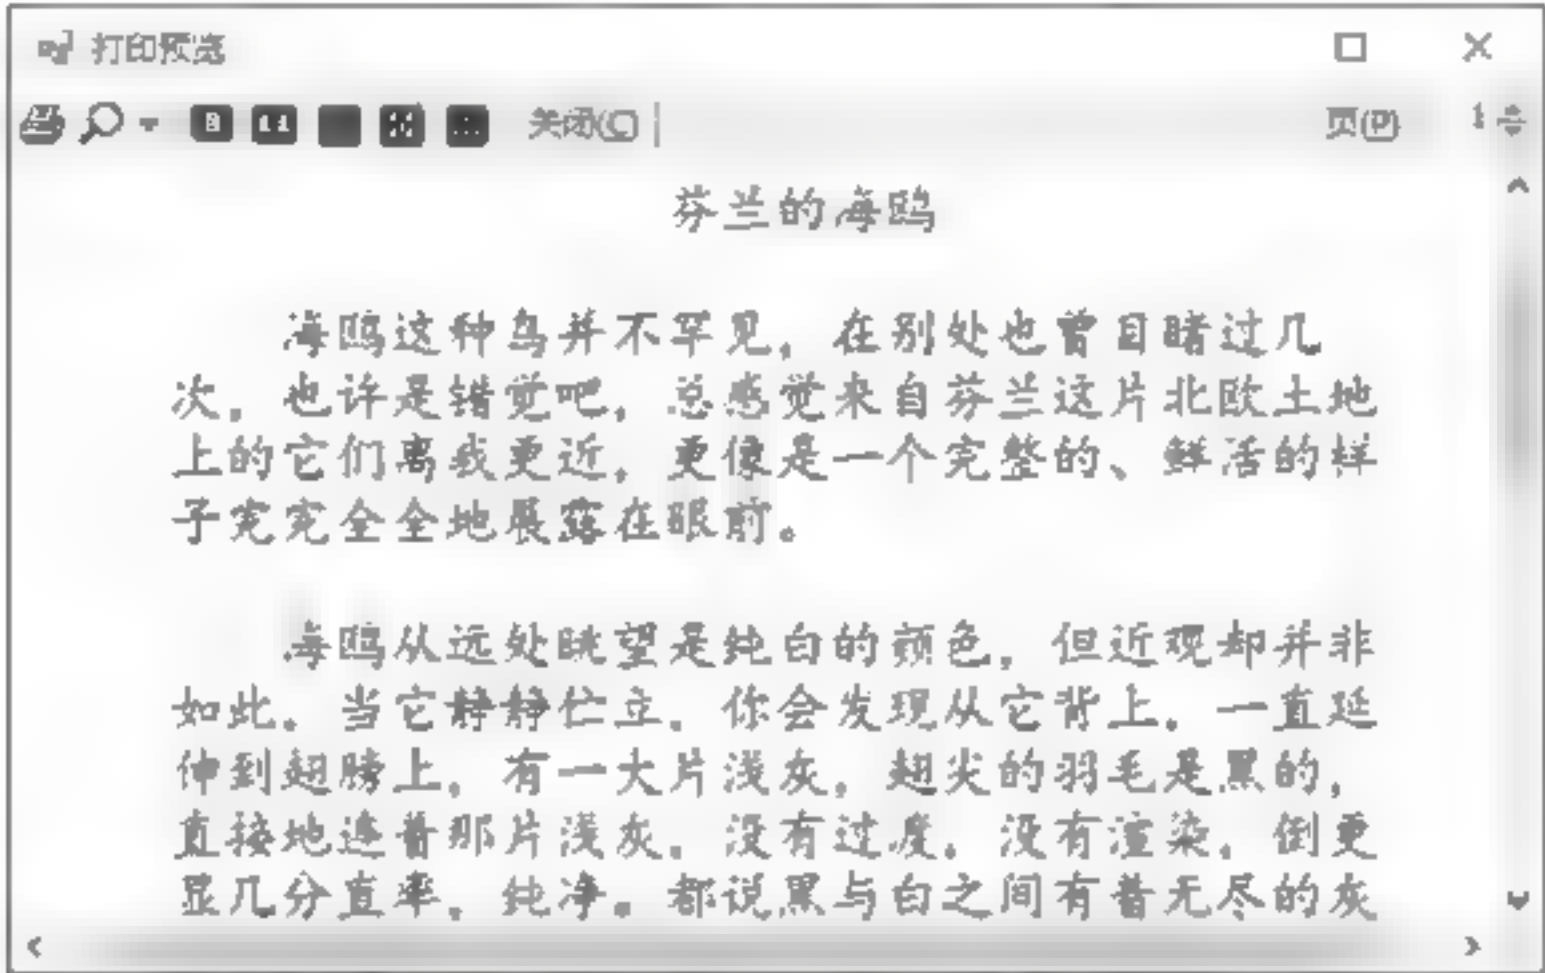 打印预览
关闭(C) 页(P) 1
芬兰的海鸥
海鸥这种鸟并不罕见，在别处也曾目睹过几
次，也许是错觉吧，总感觉来自芬兰这片北欧土地
上的它们离我更近，更像是一个完整的、鲜活的样
子完完全全地展露在眼前。
海鸥从远处眺望是纯白的颜色，但近观却并非
如此。当它静静伫立，你会发现从它背上，一直延
伸到翅膀上，有一大片浅灰，翅尖的羽毛是黑的，
直接地连着那片浅灰，没有过度，没有渲染，倒更
显几分直率，纯净。都说黑与白之间有着无尽的灰